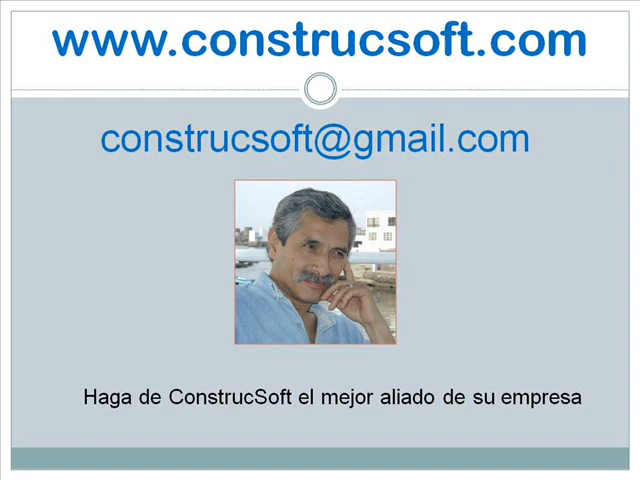 www.construcsoft.com
construcsoft@gmail.com
Haga de ConstrucSoft el mejor aliado de su empresa